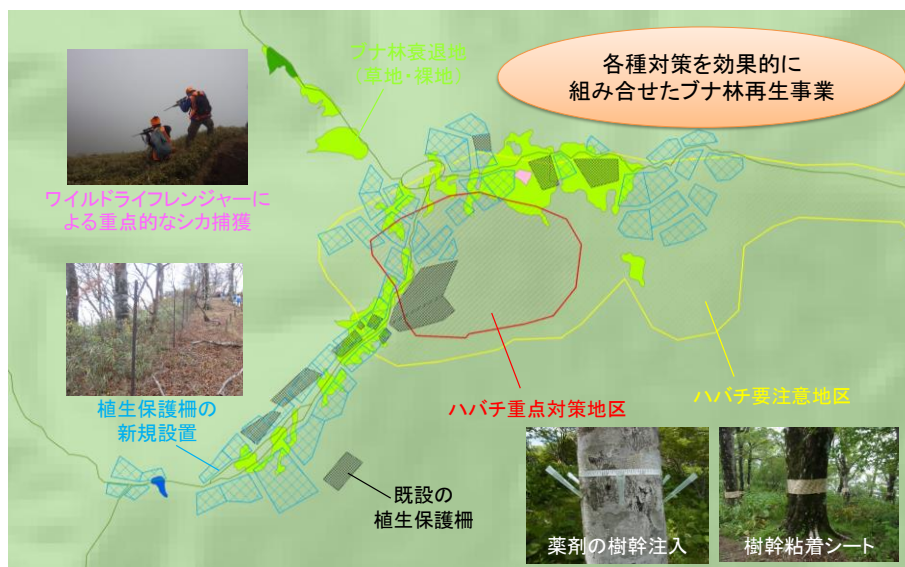 ブナ林衰退地
(草地・裸地)
各種対策を効果的に
組み合せたブナ林再生事業
ワイルドライフレンジャーに
よる重点的なシカ捕獲
植生保護柵の
新規設置
ハバチ重点対策地区
ハバチ要注意地区
既設の
植生保護柵
薬剤の樹幹注入
樹幹粘着シート